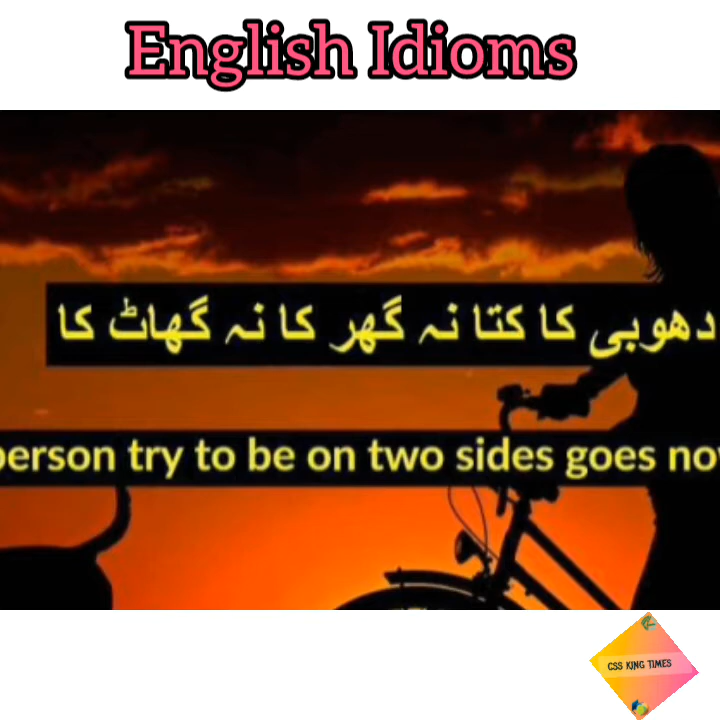 English Idioms
دھوبی کا کتا نہ گھر کا نہ گھاٹ کا
person try to be on two sides goes no
CSS KING TIMES